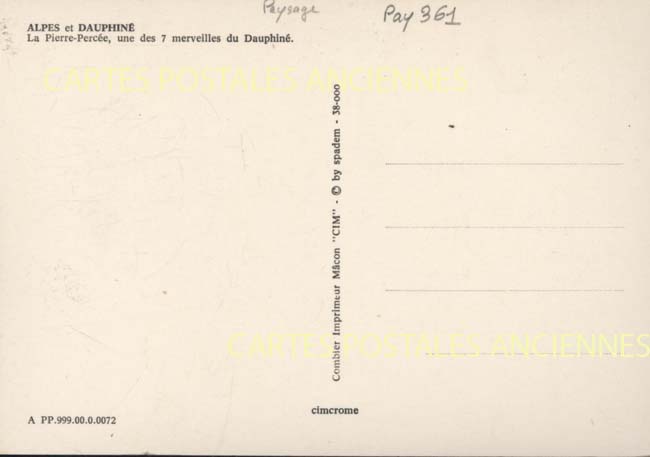 Paysage
Pay 361
ALPES et DAUPHINÉ
La Pierre-Percée, une des 7 merveilles du Dauphiné.
CARTES POSTALES ANCIENNES
Combier Imprimeur Mâcon "CIM" - © by spadem - 38-000
CARTES POSTALES ANCIENNES
cimcrome
A PP.999.00.0.0072